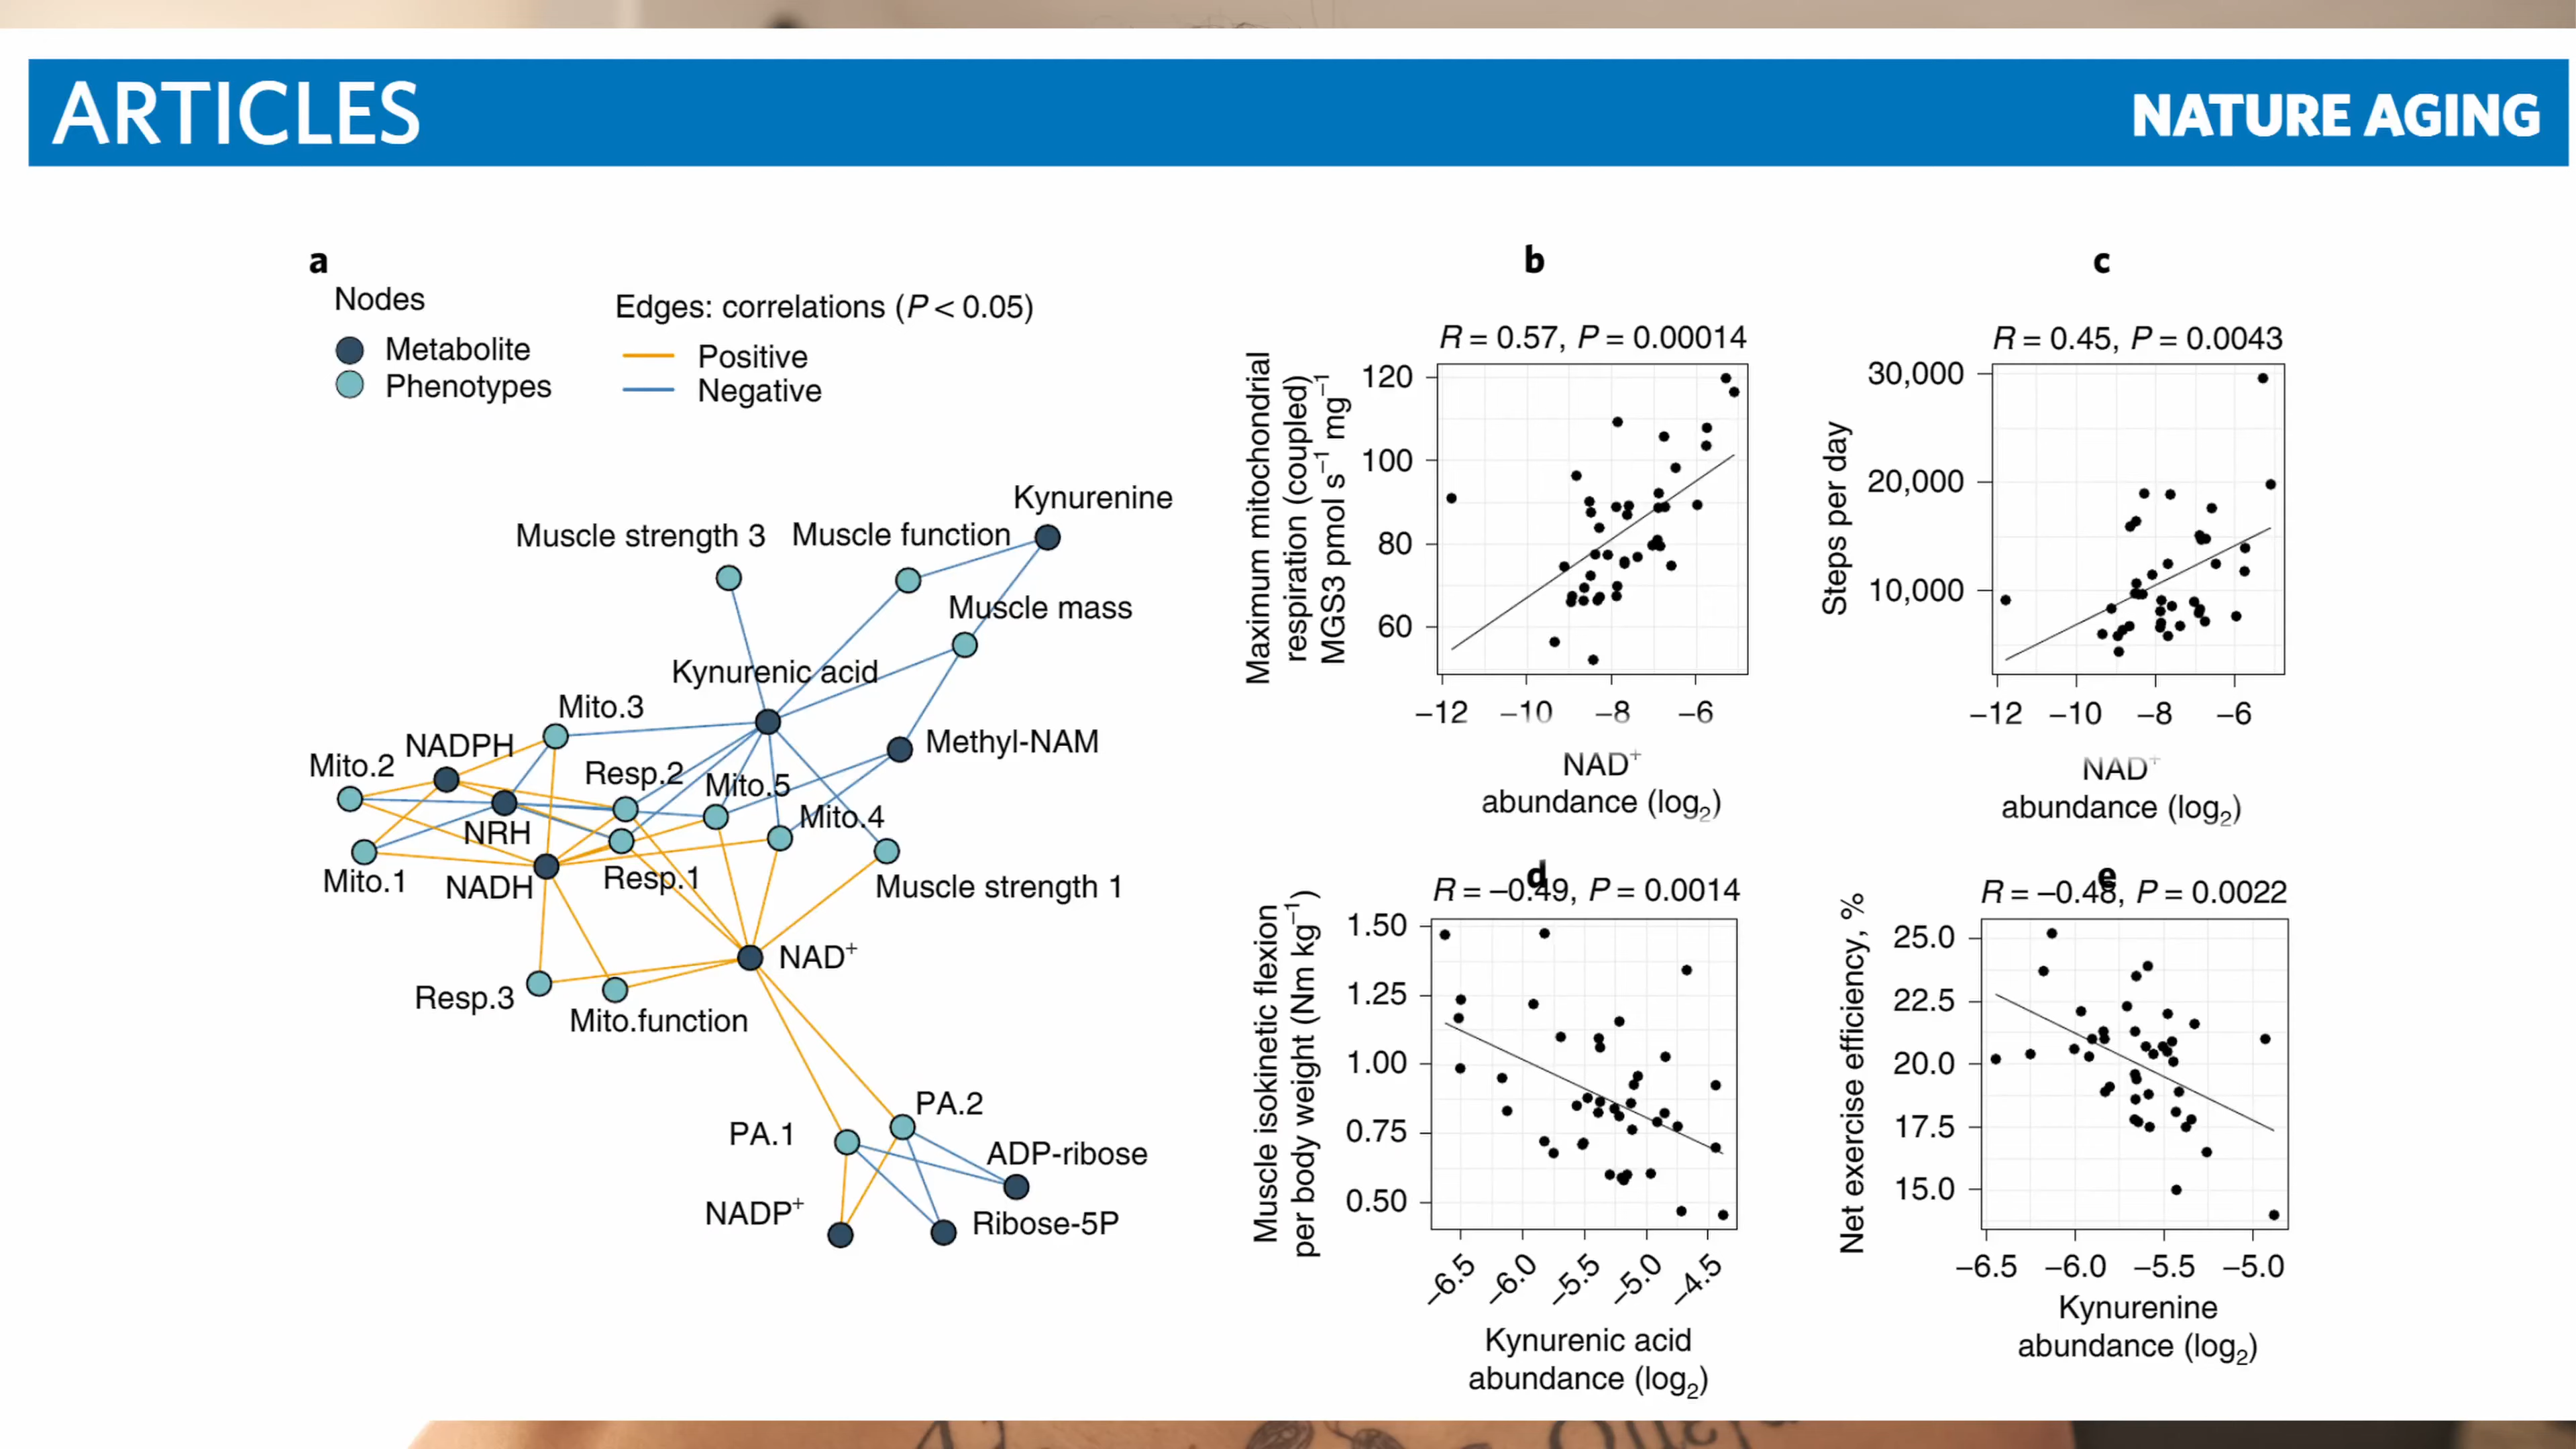 ARTICLES
NATURE AGING
a
Nodes
Metabolite
Phenotypes
Edges: correlations (P < 0.05)
Positive
Negative
Kynurenine
Muscle strength 3
Muscle function
Muscle mass
Kynurenic acid
Mito.3
NADPH
Methyl-NAM
Mito.2
Resp.2
Mito.5
Mito.4
NRH
Mito.1
NADH
Resp.1
Muscle strength 1
NAD⁺
Resp.3
Mito.function
PA.2
PA.1
ADP-ribose
NADP⁺
Ribose-5P
b
R = 0.57, P = 0.00014
Maximum mitochondrial
respiration (coupled)
MGS3 pmol s⁻¹ mg⁻¹
120
100
80
60
−12 −10 −8 −6
NAD⁺
abundance (log₂)
c
R = 0.45, P = 0.0043
Steps per day
30,000
20,000
10,000
−12 −10 −8 −6
NAD⁺
abundance (log₂)
d
R = −0.49, P = 0.0014
Muscle isokinetic flexion
per body weight (Nm kg⁻¹)
1.50
1.25
1.00
0.75
0.50
−6.5 −6.0 −5.5 −5.0 −4.5
Kynurenic acid
abundance (log₂)
e
R = −0.48, P = 0.0022
Net exercise efficiency, %
25.0
22.5
20.0
17.5
15.0
−6.5 −6.0 −5.5 −5.0
Kynurenine
abundance (log₂)